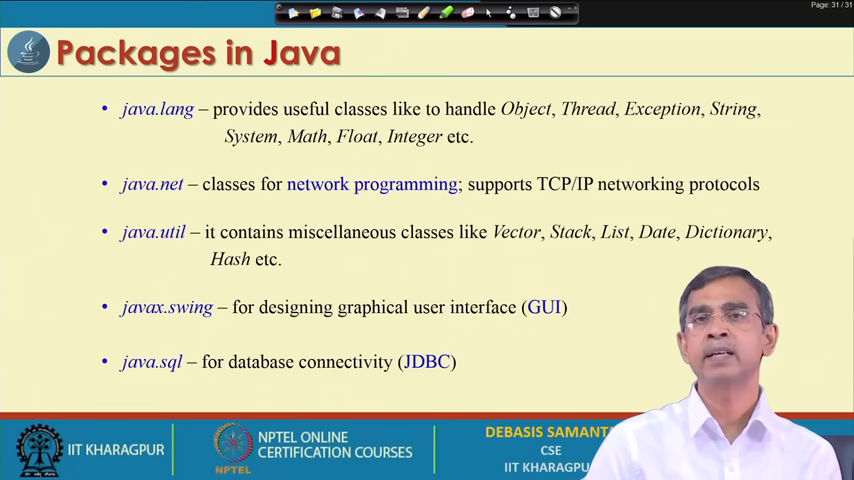 Page: 31 / 31
Packages in Java
• java.lang – provides useful classes like to handle Object, Thread, Exception, String,
System, Math, Float, Integer etc.
• java.net – classes for network programming; supports TCP/IP networking protocols
• java.util – it contains miscellaneous classes like Vector, Stack, List, Date, Dictionary,
Hash etc.
• javax.swing – for designing graphical user interface (GUI)
• java.sql – for database connectivity (JDBC)
IIT KHARAGPUR
NPTEL
NPTEL ONLINE
CERTIFICATION COURSES
DEBASIS SAMANT
CSE
IIT KHARAGPU